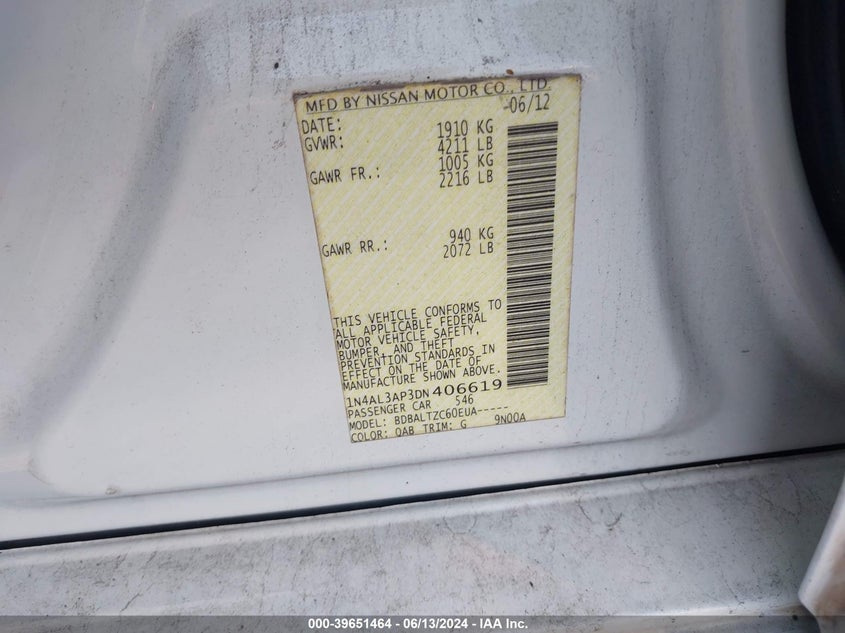 MFD BY NISSAN MOTOR CO., LTD.
DATE: -06/12
GVWR: 1910 KG
4211 LB
GAWR FR.: 1005 KG
2216 LB
GAWR RR.: 940 KG
2072 LB
THIS VEHICLE CONFORMS TO
ALL APPLICABLE FEDERAL
MOTOR VEHICLE SAFETY,
BUMPER, AND THEFT
PREVENTION STANDARDS IN
EFFECT ON THE DATE OF
MANUFACTURE SHOWN ABOVE.
1N4AL3AP3DN406619
PASSENGER CAR 546
MODEL: BDBALTZC60EUA-----
COLOR: QAB TRIM: G 9N00A
000-39651464 - 06/13/2024 - IAA Inc.